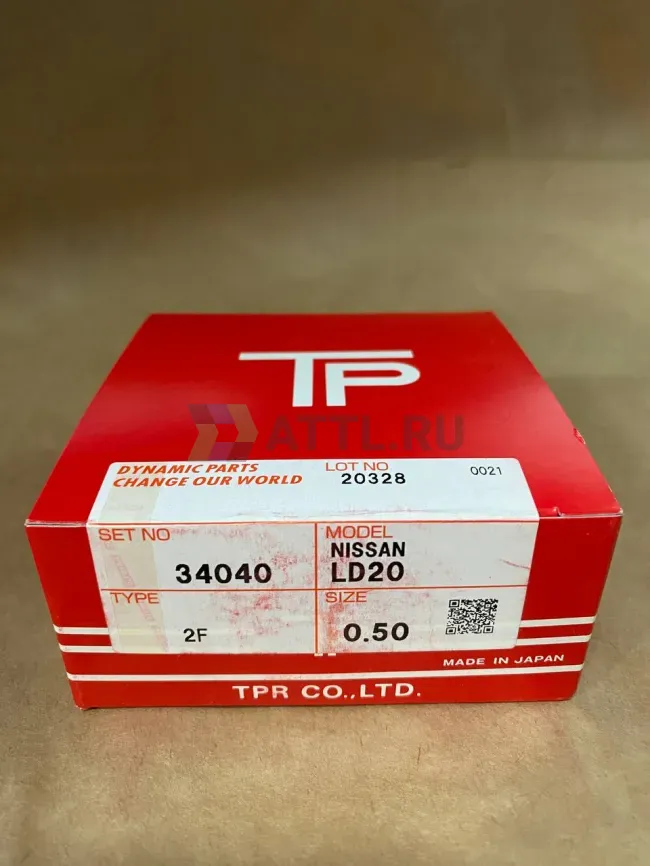 TP
ATTL.RU
DYNAMIC PARTS
CHANGE OUR WORLD
LOT NO
20328
0021
SET NO
34040
MODEL
NISSAN
LD20
TYPE
2F
SIZE
0.50
MADE IN JAPAN
TPR CO.,LTD.